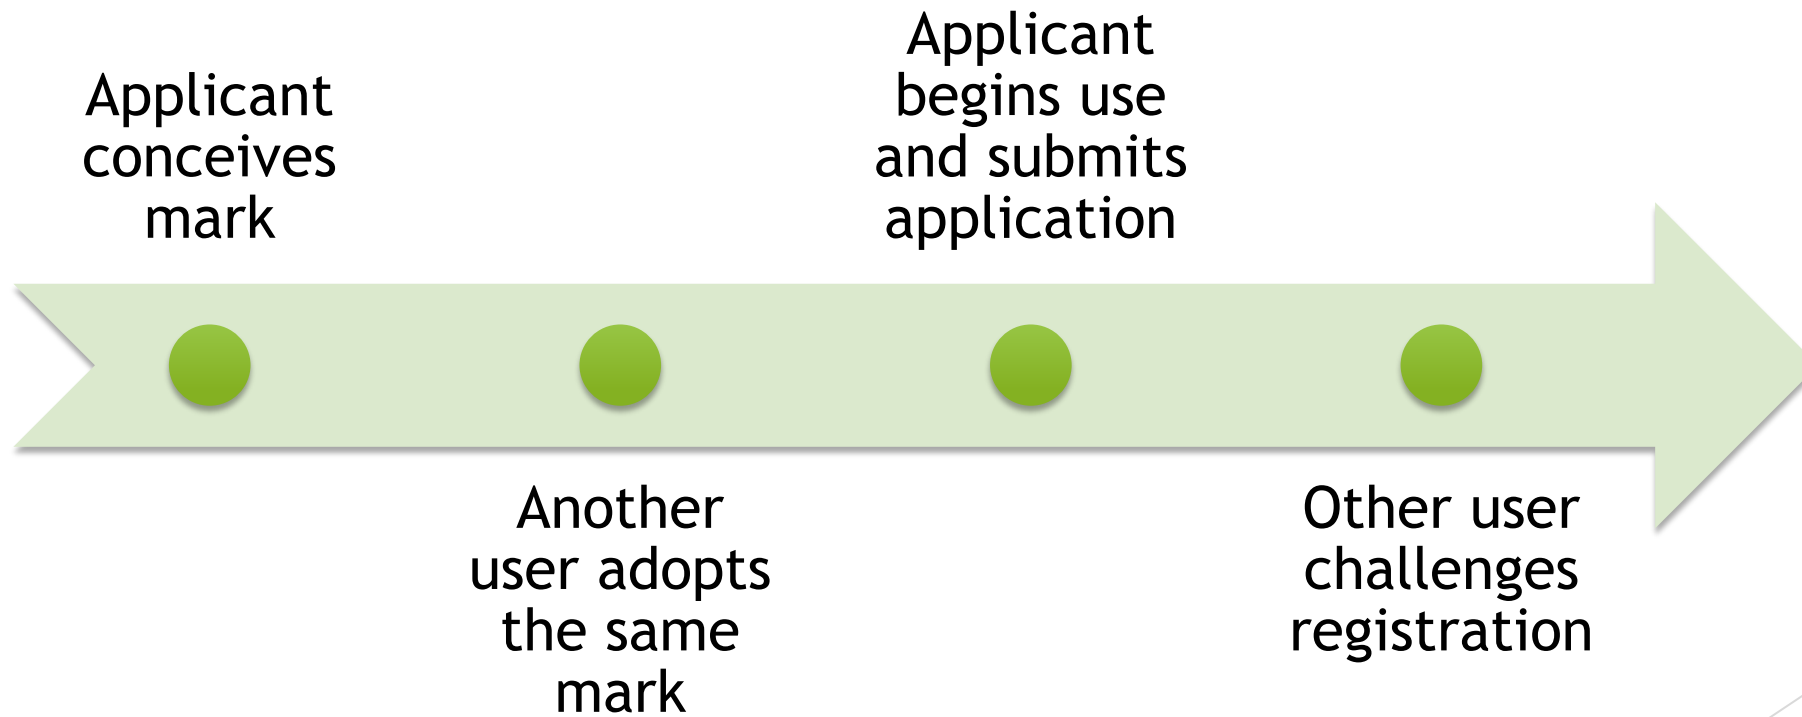 Applicant
conceives
mark
Another
user adopts
the same
mark
Applicant
begins use
and submits
application
Other user
challenges
registration